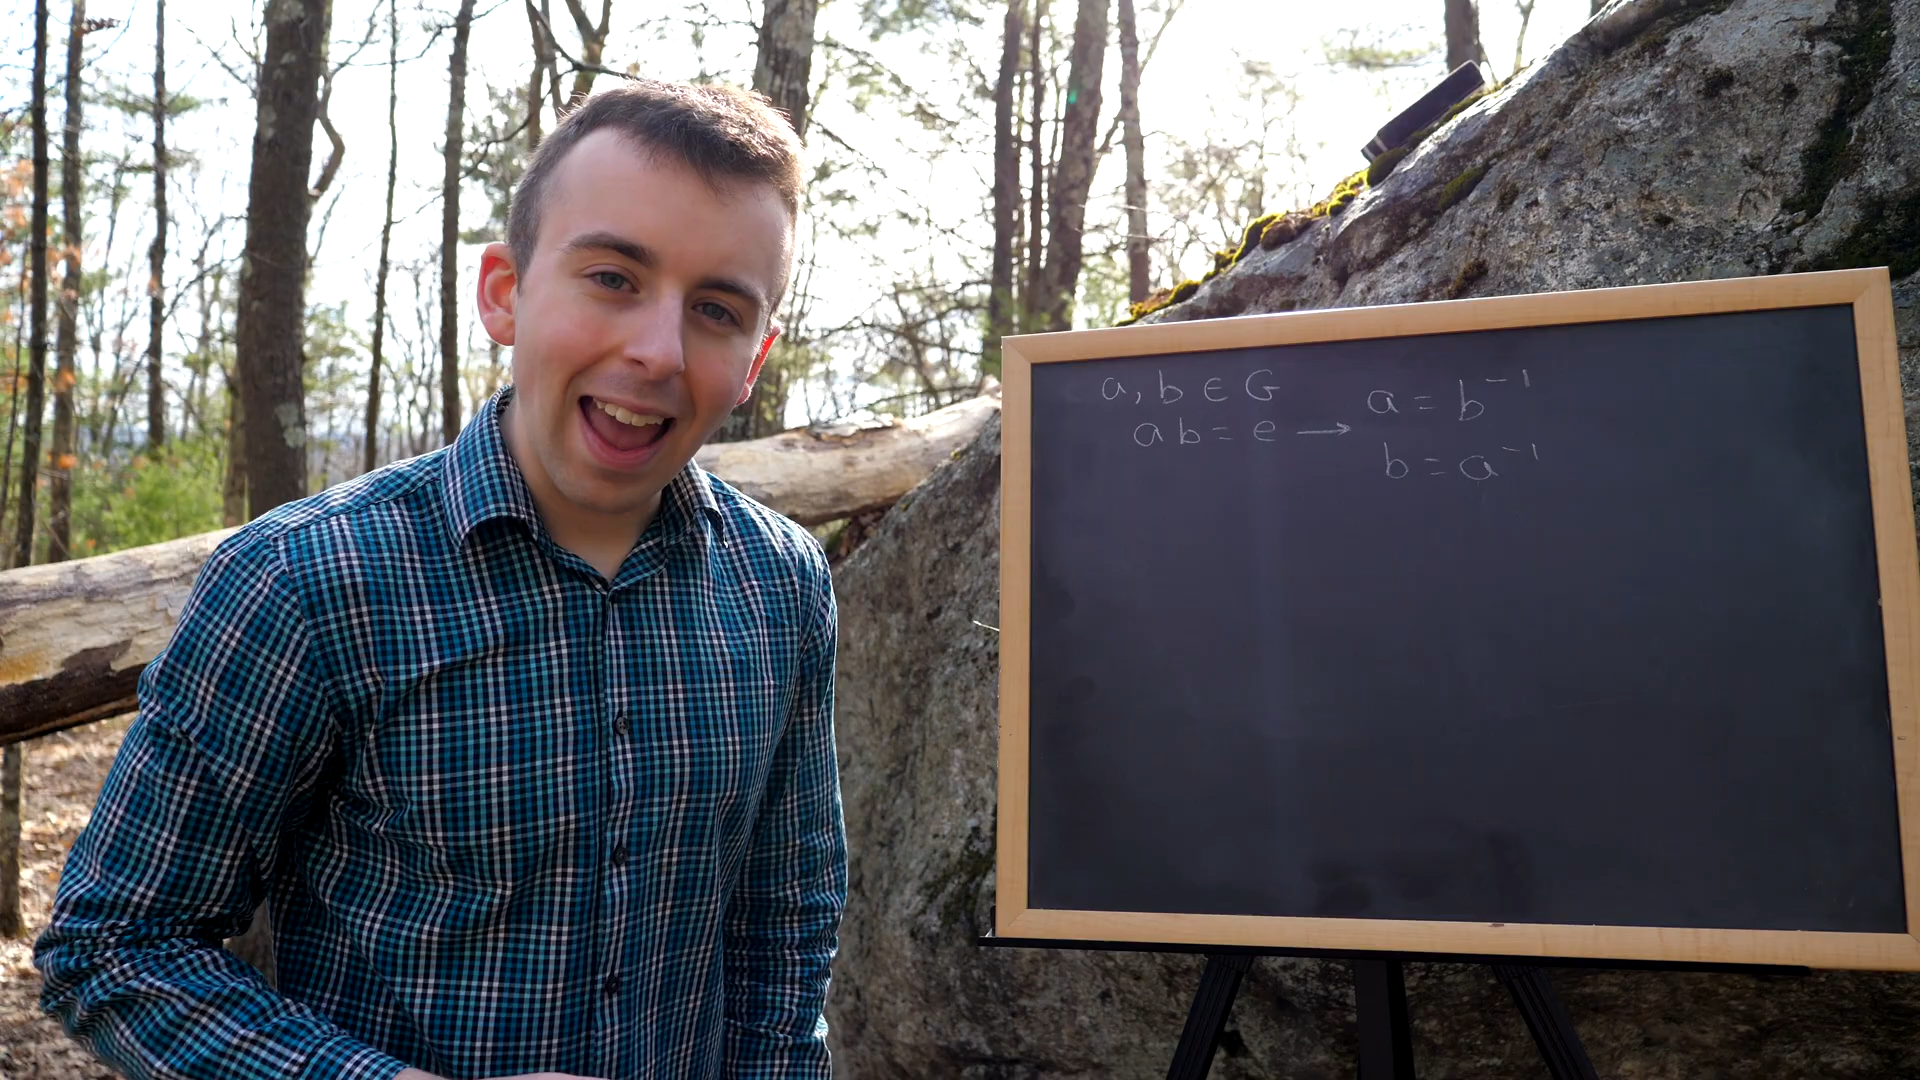 a, b ∈ G
ab = e → a = b⁻¹
b = a⁻¹